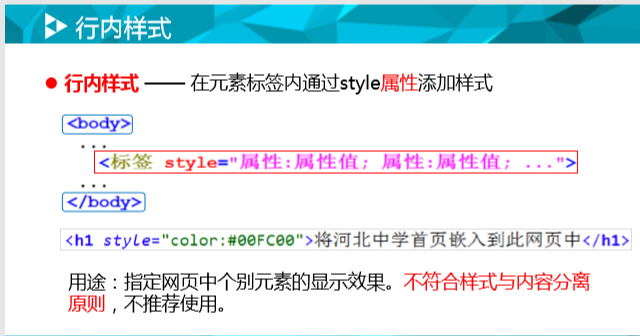 行内样式
行内样式 —— 在元素标签内通过style属性添加样式
<body>
...
<标签 style="属性:属性值; 属性:属性值; ...">
...
</body>
<h1 style="color:#00FC00">将河北中学首页嵌入到此网页中</h1>
用途：指定网页中个别元素的显示效果。不符合样式与内容分离
原则，不推荐使用。